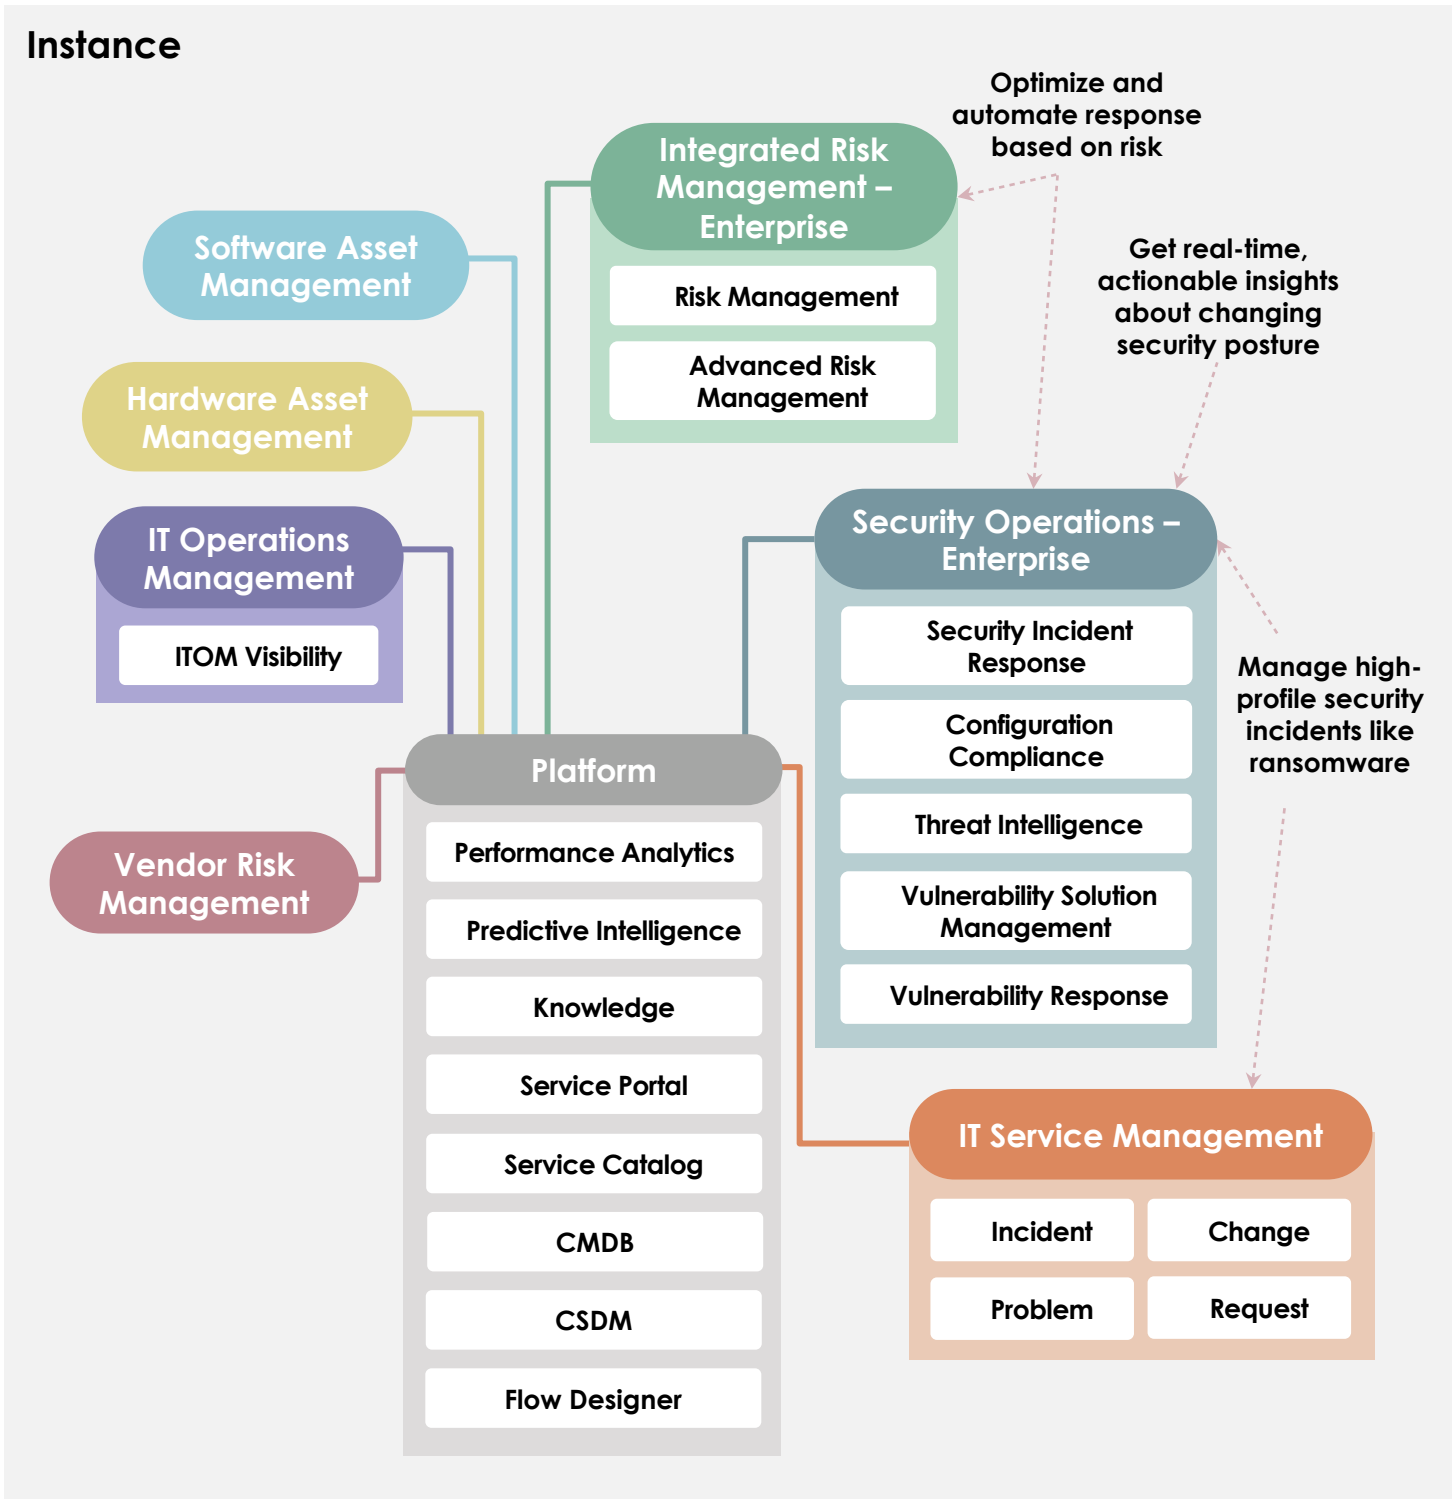 Instance
Optimize and
automate response
based on risk
Integrated Risk
Management –
Enterprise
Risk Management
Advanced Risk
Management
Software Asset
Management
Get real-time,
actionable insights
about changing
security posture
Hardware Asset
Management
IT Operations
Management
ITOM Visibility
Security Operations –
Enterprise
Security Incident
Response
Configuration
Compliance
Threat Intelligence
Vulnerability Solution
Management
Vulnerability Response
Manage high-
profile security
incidents like
ransomware
Vendor Risk
Management
Platform
Performance Analytics
Predictive Intelligence
Knowledge
Service Portal
Service Catalog
CMDB
CSDM
Flow Designer
IT Service Management
Incident
Change
Problem
Request